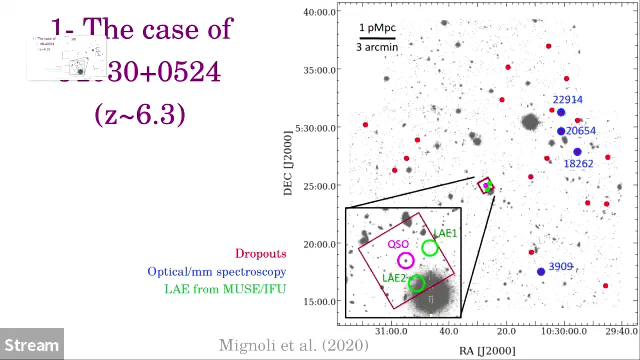 1- The case of
30+0524
(z~6.3)
Dropouts
Optical/mm spectroscopy
LAE from MUSE/IFU
Mignoli et al. (2020)
Stream
40:00.0
35:00.0
5:30:00.0
25:00.0
20:00.0
15:00.0
DEC [J2000]
1 pMpc
3 arcmin
22914
20654
18262
3909
QSO
LAE1
LAE2
31:00.0
40.0
20.0
10:30:00.0
29:40.0
RA [J2000]